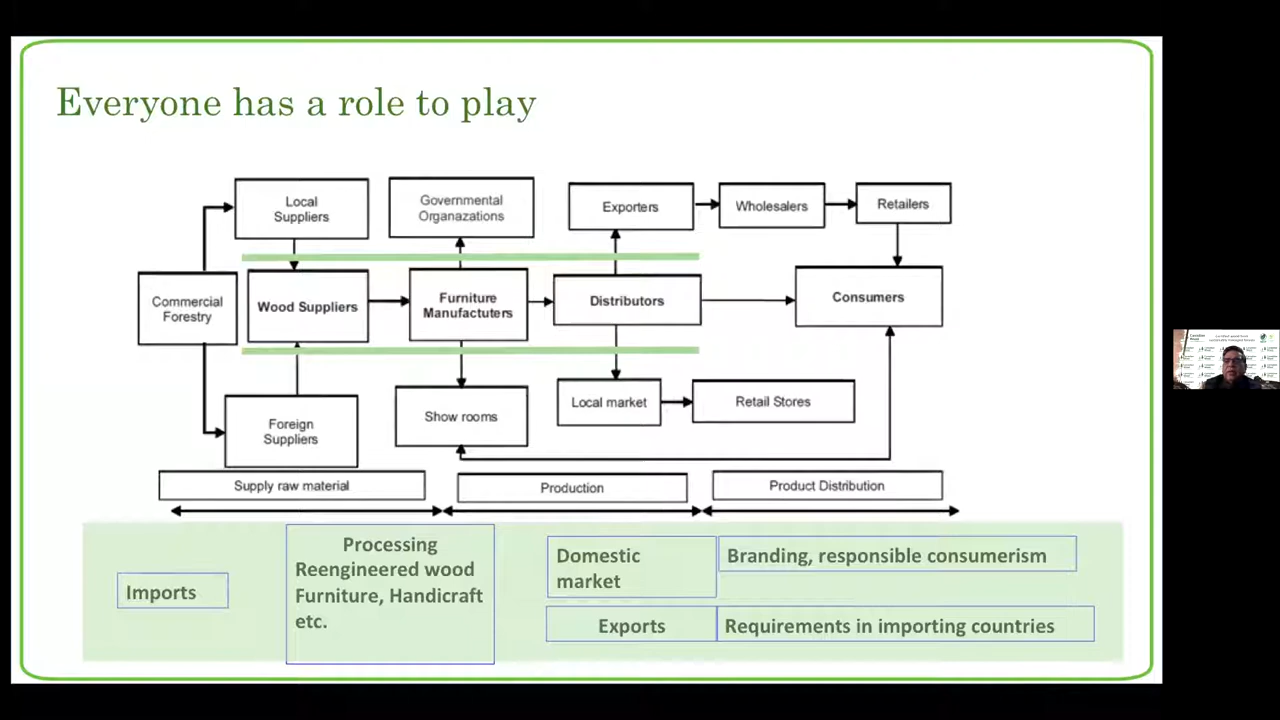 Everyone has a role to play
Local
Suppliers
Governmental
Organazations
Exporters
Wholesalers
Retailers
Commercial
Forestry
Wood Suppliers
Furniture
Manufactuters
Distributors
Consumers
Foreign
Suppliers
Show rooms
Local market
Retail Stores
Supply raw material
Production
Product Distribution
Imports
Processing
Reengineered wood
Furniture, Handicraft
etc.
Domestic
market
Branding, responsible consumerism
Exports
Requirements in importing countries